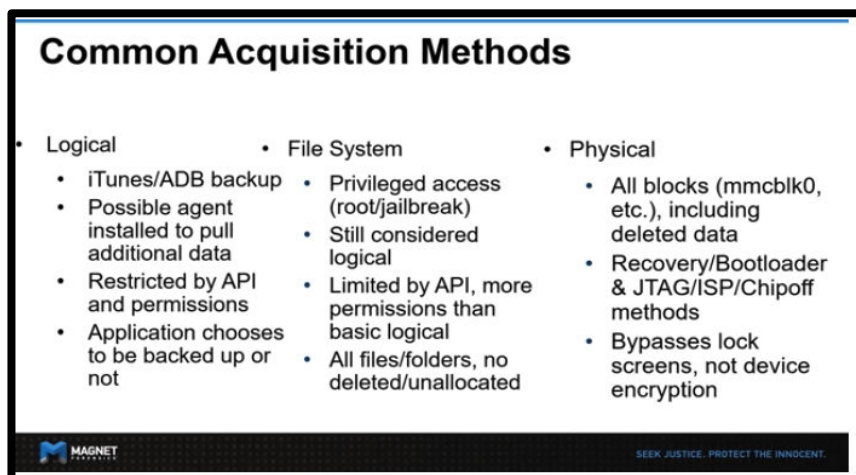 Common Acquisition Methods
• Logical
• iTunes/ADB backup
• Possible agent
installed to pull
additional data
• Restricted by API
and permissions
• Application chooses
to be backed up or
not
• File System
• Privileged access
(root/jailbreak)
• Still considered
logical
• Limited by API, more
permissions than
basic logical
• All files/folders, no
deleted/unallocated
• Physical
• All blocks (mmcblk0,
etc.), including
deleted data
• Recovery/Bootloader
& JTAG/ISP/Chipoff
methods
• Bypasses lock
screens, not device
encryption
MAGNET
FORENSICS
SEEK JUSTICE. PROTECT THE INNOCENT.